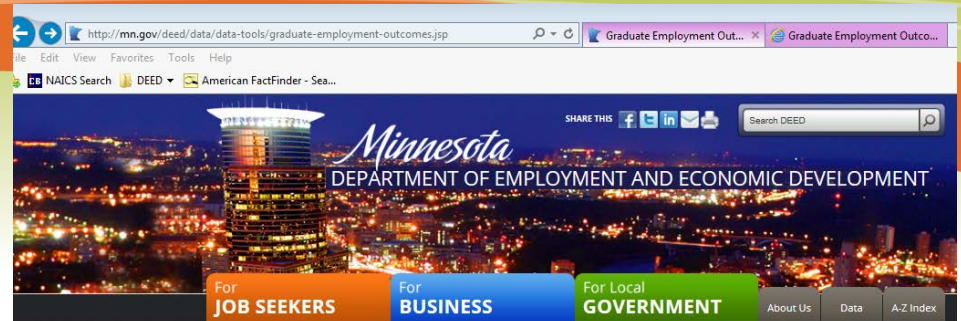 http://mn.gov/deed/data/data-tools/graduate-employment-outcomes.jsp
Graduate Employment Out...
Graduate Employment Outco...
Edit View Favorites Tools Help
NAICS Search DEED American FactFinder - Sea...
SHARE THIS
Search DEED
Minnesota
DEPARTMENT OF EMPLOYMENT AND ECONOMIC DEVELOPMENT
For
JOB SEEKERS
For
BUSINESS
For Local
GOVERNMENT
About Us
Data
A-Z Index